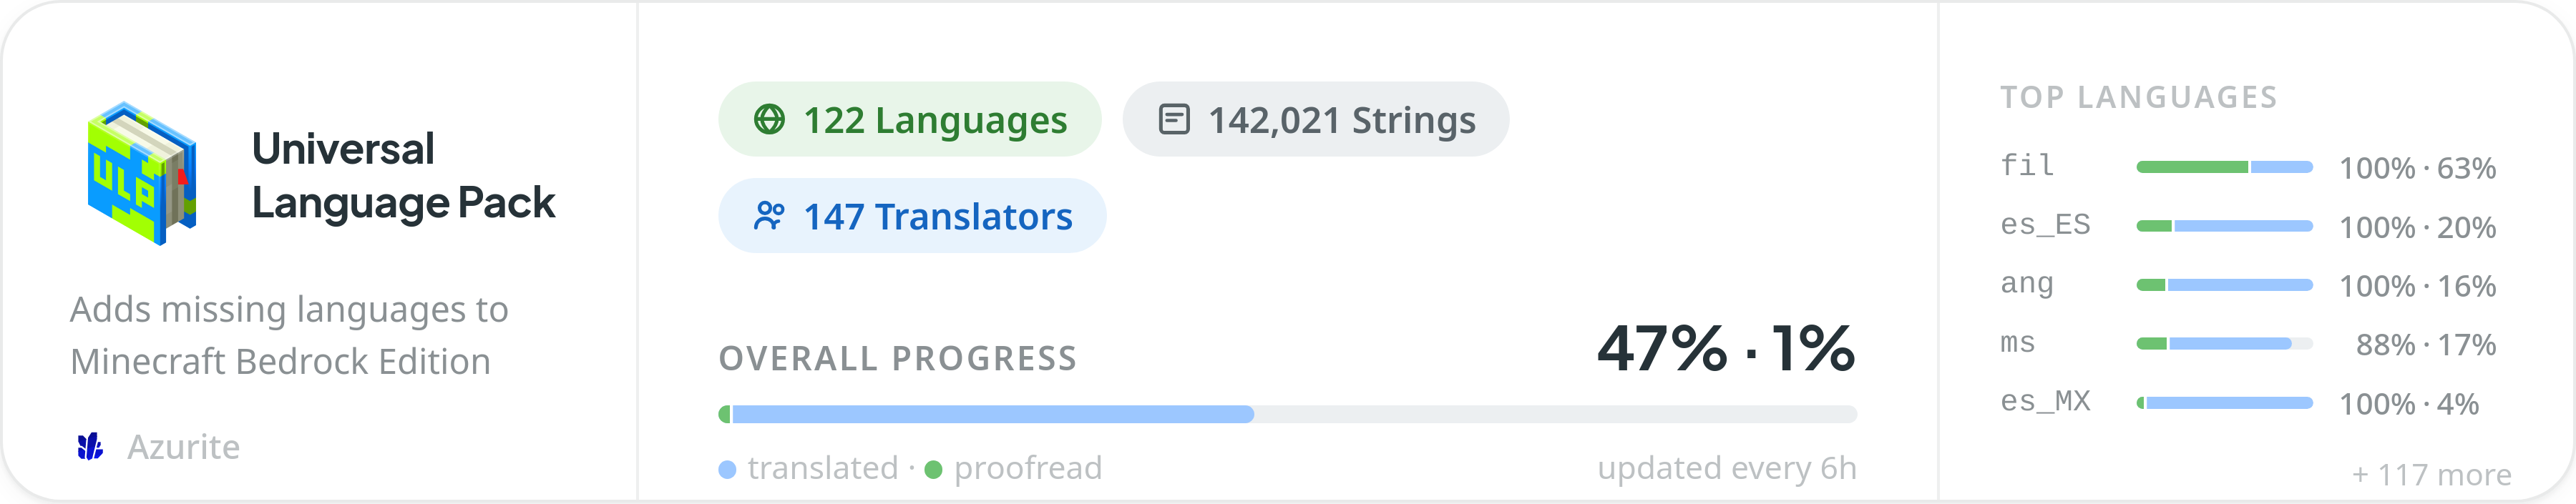 ULP
Universal
Language Pack
Adds missing languages to
Minecraft Bedrock Edition
Azurite
122 Languages
142,021 Strings
147 Translators
OVERALL PROGRESS
47% · 1%
translated · proofread
updated every 6h
TOP LANGUAGES
fil 100% · 63%
es_ES 100% · 20%
ang 100% · 16%
ms 88% · 17%
es_MX 100% · 4%
+ 117 more